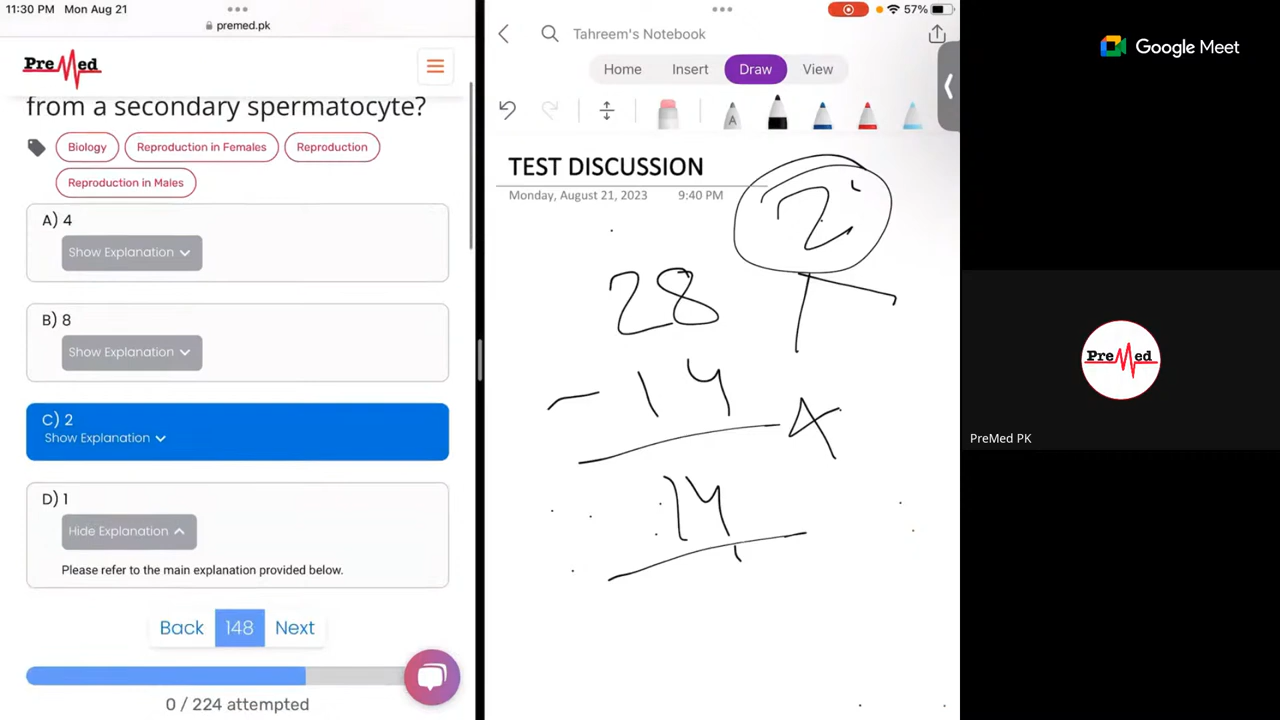 11:30 PM Mon Aug 21
premed.pk
PreMed
from a secondary spermatocyte?
Biology
Reproduction in Females
Reproduction
Reproduction in Males
A) 4
Show Explanation
B) 8
Show Explanation
C) 2
Show Explanation
D) 1
Hide Explanation
Please refer to the main explanation provided below.
Back 148 Next
0 / 224 attempted
57%
Tahreem's Notebook
Home Insert Draw View
A
TEST DISCUSSION
Monday, August 21, 2023 9:40 PM
2
28
- 14
14
Google Meet
PreMed
PreMed PK